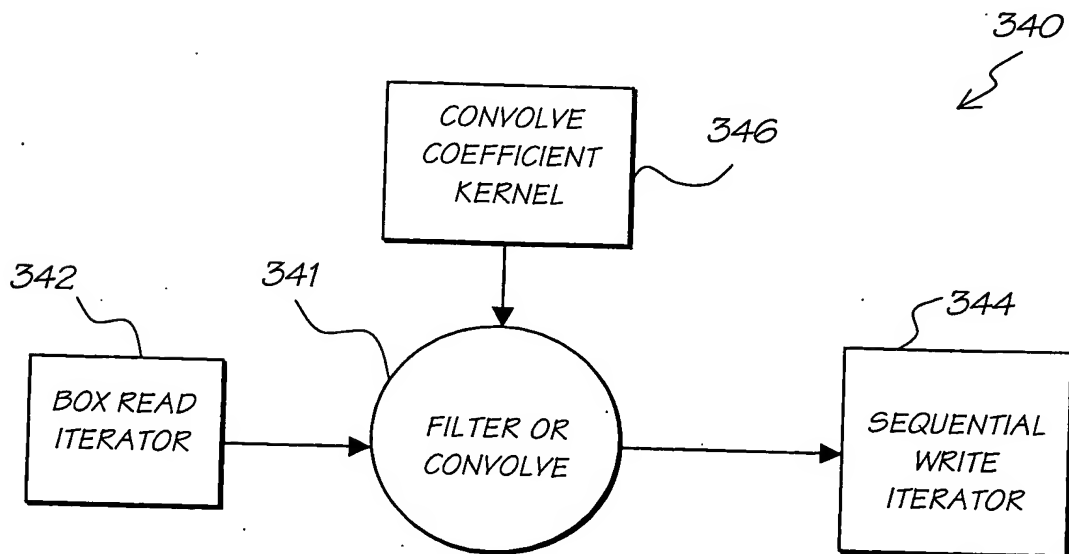 340
CONVOLVE
COEFFICIENT
KERNEL
346
342
341
344
BOX READ
ITERATOR
FILTER OR
CONVOLVE
SEQUENTIAL
WRITE
ITERATOR